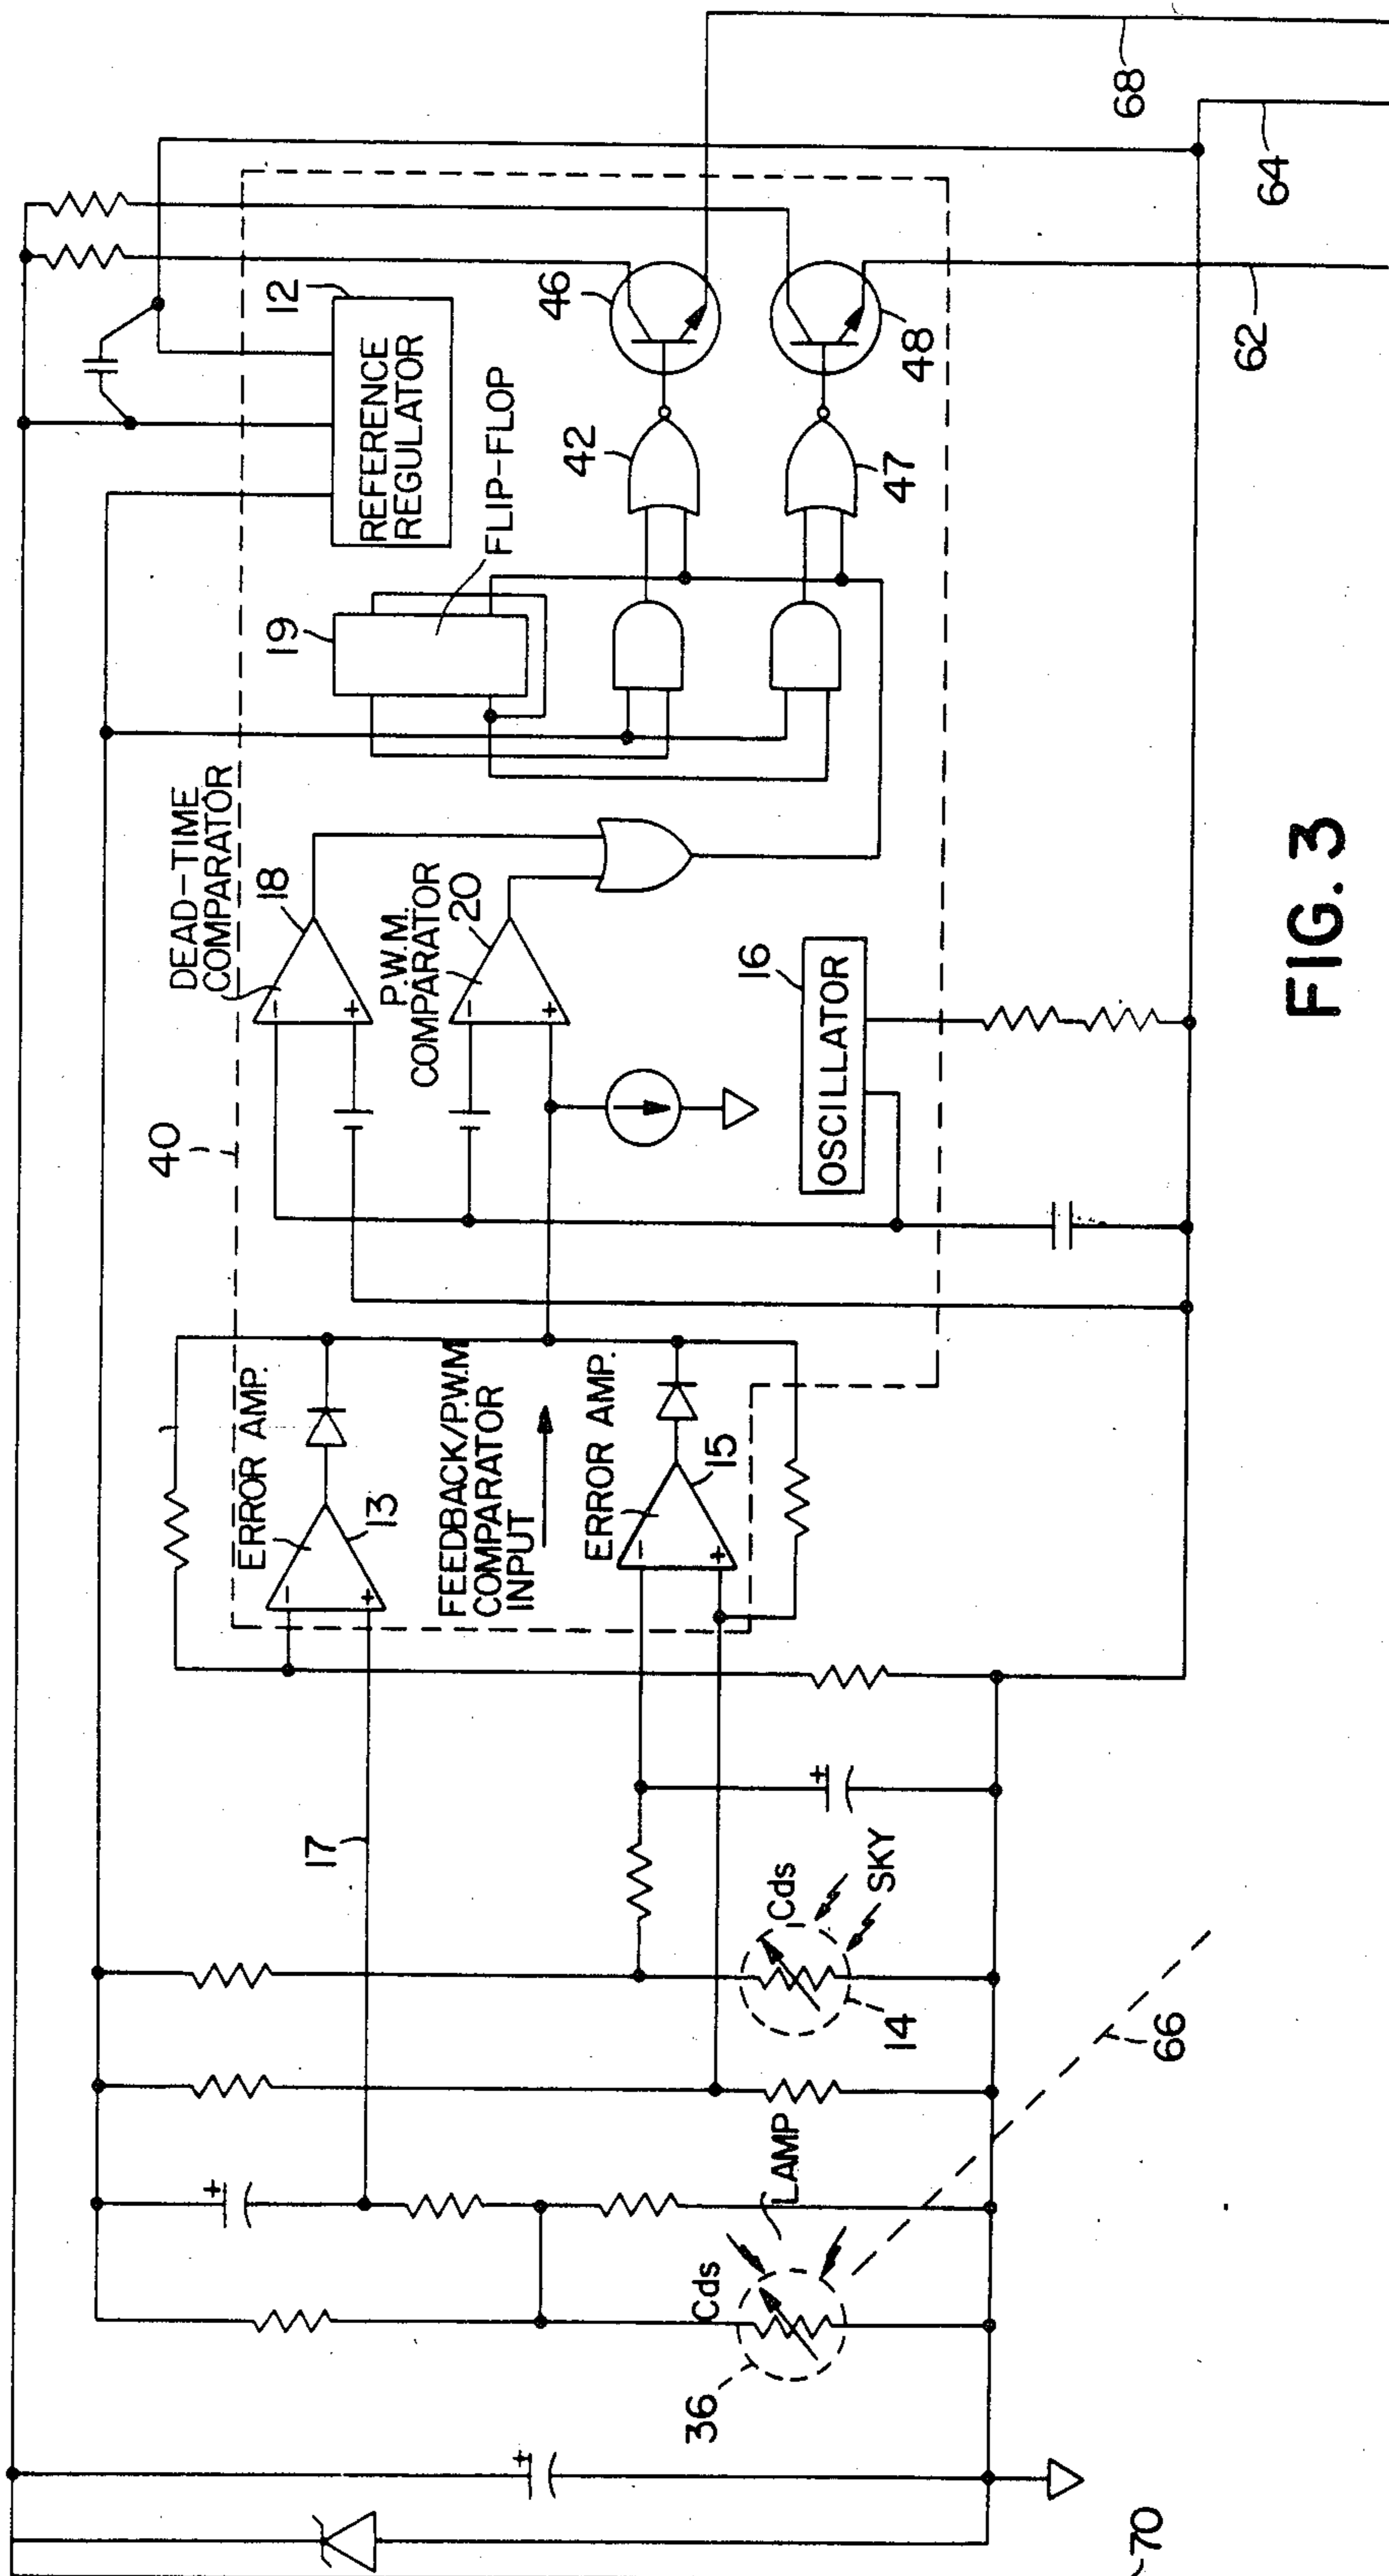 68
64
62
12
REFERENCE
REGULATOR
46
48
42
47
FLIP-FLOP
19
DEAD-TIME
COMPARATOR
18
P.W.M.
COMPARATOR
20
−
+
−
+
16
OSCILLATOR
40
ERROR AMP.
13
−
+
FEEDBACK/P.W.M
COMPARATOR
INPUT
ERROR AMP.
15
−
+
17
+
Cds
SKY
14
66
+
LAMP
Cds
36
+
70
FIG. 3